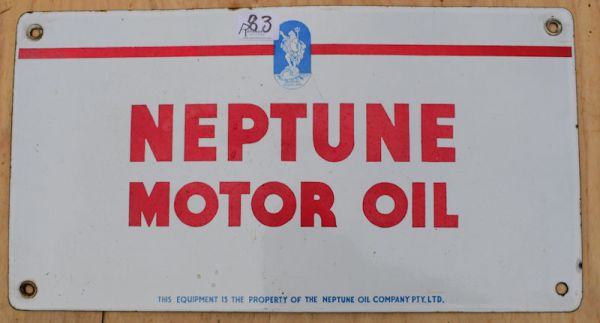 83
NEPTUNE
MOTOR OIL
THIS EQUIPMENT IS THE PROPERTY OF THE NEPTUNE OIL COMPANY PTY. LTD.